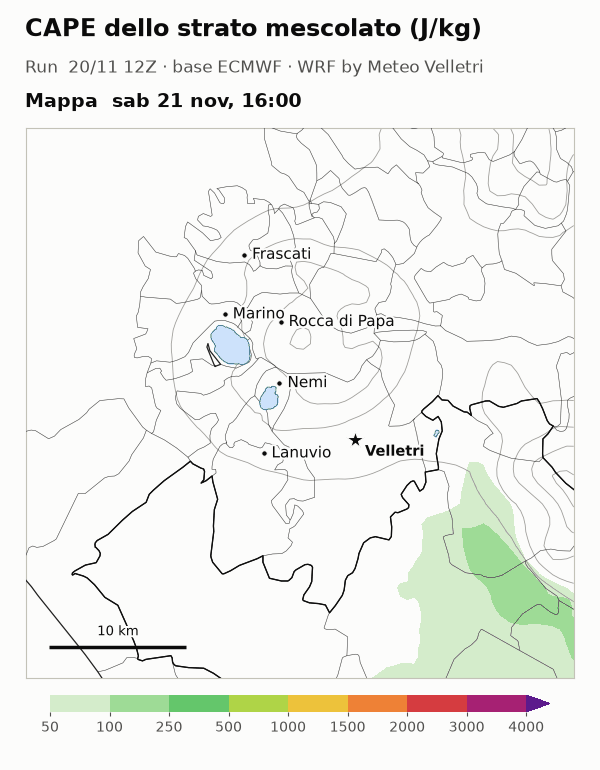 CAPE dello strato mescolato (J/kg)
Run  20/11 12Z · base ECMWF · WRF by Meteo Velletri
Mappa  sab 21 nov, 16:00
Frascati
Marino
Rocca di Papa
Nemi
Velletri
Lanuvio
10 km
50 100 250 500 1000 1500 2000 3000 4000